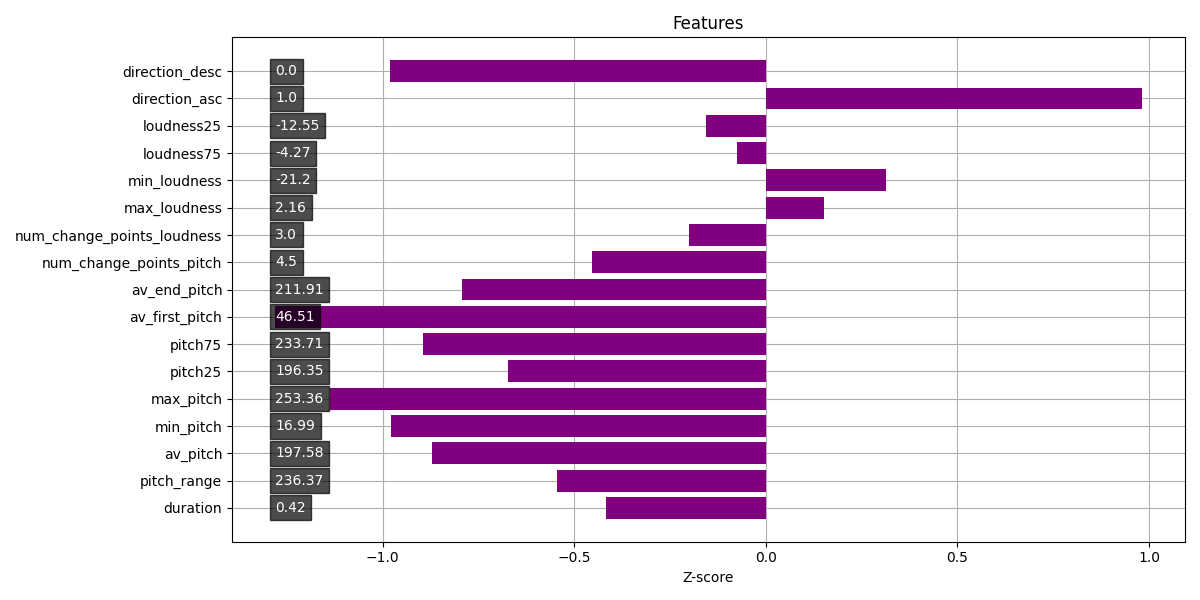 Features
direction_desc 0.0
direction_asc 1.0
loudness25 -12.55
loudness75 -4.27
min_loudness -21.2
max_loudness 2.16
num_change_points_loudness 3.0
num_change_points_pitch 4.5
av_end_pitch 211.91
av_first_pitch 46.51
pitch75 233.71
pitch25 196.35
max_pitch 253.36
min_pitch 16.99
av_pitch 197.58
pitch_range 236.37
duration 0.42
−1.0 −0.5 0.0 0.5 1.0
Z-score